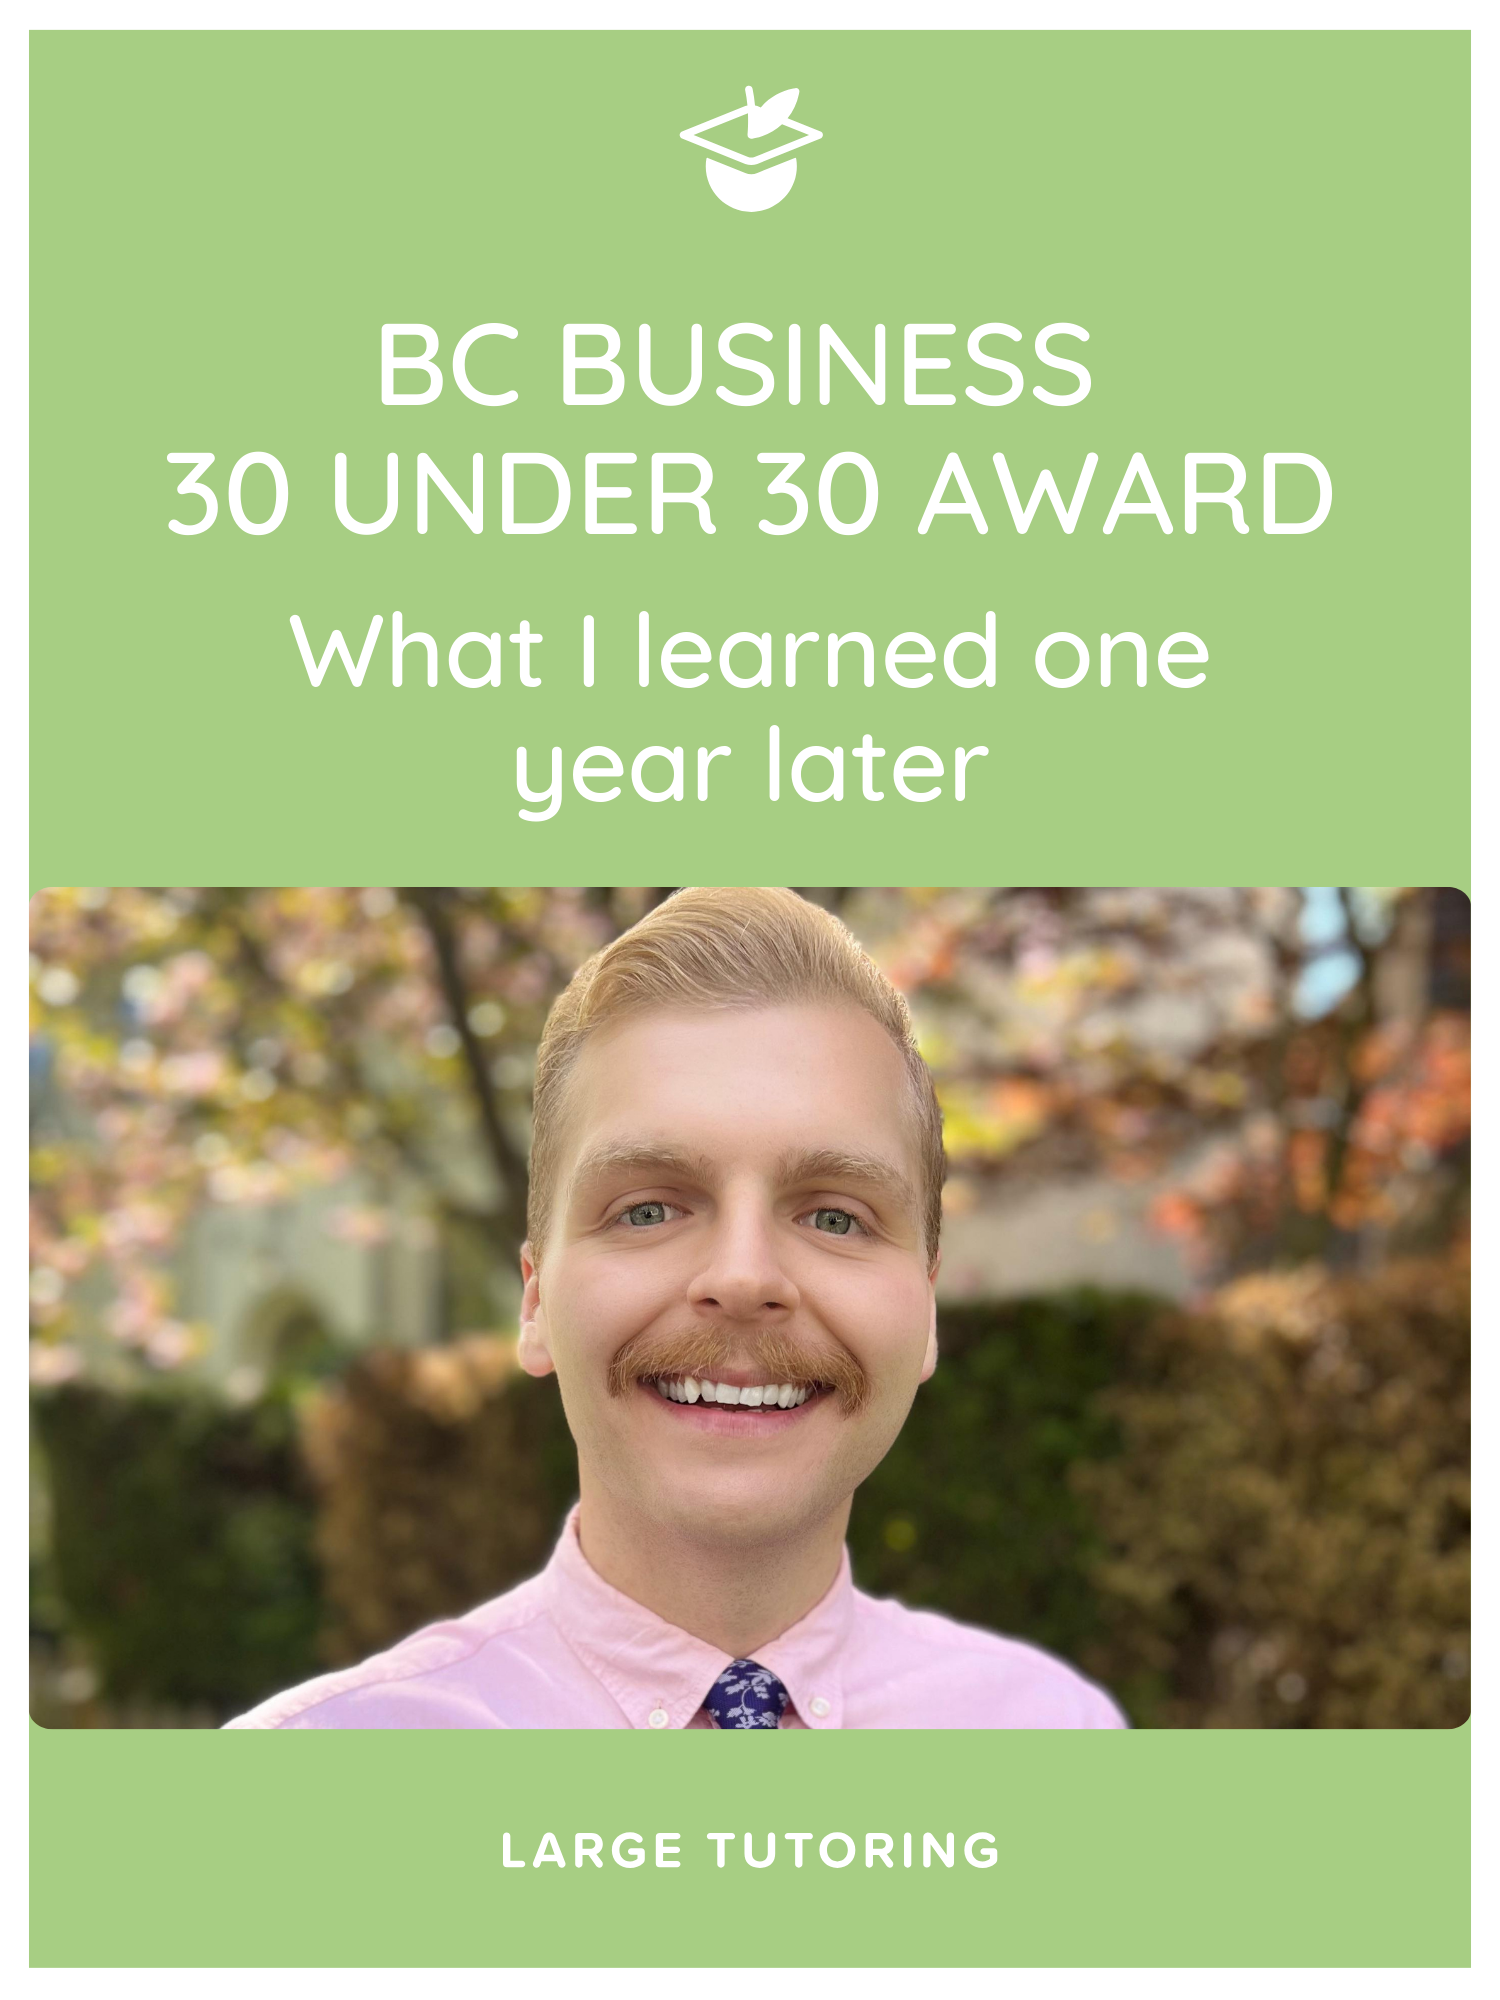 BC BUSINESS
30 UNDER 30 AWARD
What I learned one
year later
LARGE TUTORING